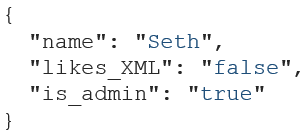 {
  "name": "Seth",
  "likes_XML": "false",
  "is_admin": "true"
}